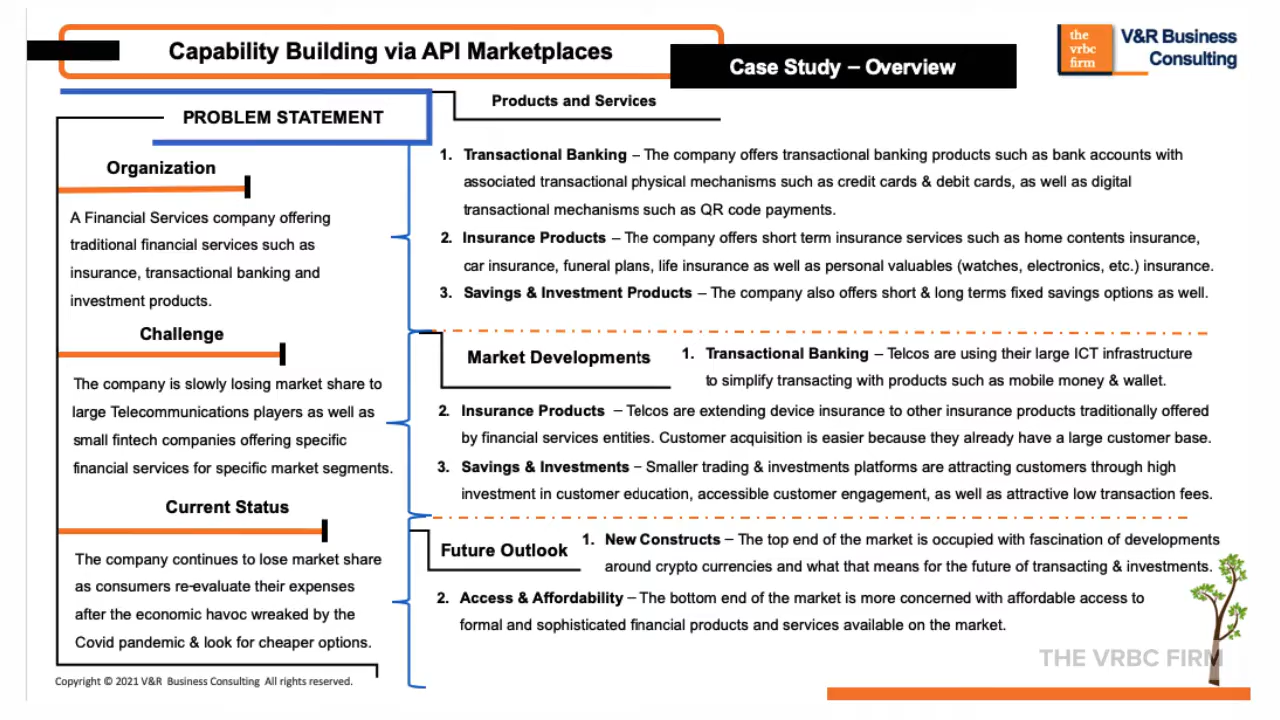 Capability Building via API Marketplaces
Case Study – Overview
the
vrbc
firm
V&R Business
Consulting
PROBLEM STATEMENT
Organization
A Financial Services company offering
traditional financial services such as
insurance, transactional banking and
investment products.
Challenge
The company is slowly losing market share to
large Telecommunications players as well as
small fintech companies offering specific
financial services for specific market segments.
Current Status
The company continues to lose market share
as consumers re-evaluate their expenses
after the economic havoc wreaked by the
Covid pandemic & look for cheaper options.
Products and Services
1. Transactional Banking – The company offers transactional banking products such as bank accounts with
associated transactional physical mechanisms such as credit cards & debit cards, as well as digital
transactional mechanisms such as QR code payments.
2. Insurance Products – The company offers short term insurance services such as home contents insurance,
car insurance, funeral plans, life insurance as well as personal valuables (watches, electronics, etc.) insurance.
3. Savings & Investment Products – The company also offers short & long terms fixed savings options as well.
Market Developments
1. Transactional Banking – Telcos are using their large ICT infrastructure
to simplify transacting with products such as mobile money & wallet.
2. Insurance Products – Telcos are extending device insurance to other insurance products traditionally offered
by financial services entities. Customer acquisition is easier because they already have a large customer base.
3. Savings & Investments – Smaller trading & investments platforms are attracting customers through high
investment in customer education, accessible customer engagement, as well as attractive low transaction fees.
Future Outlook
1. New Constructs – The top end of the market is occupied with fascination of developments
around crypto currencies and what that means for the future of transacting & investments.
2. Access & Affordability – The bottom end of the market is more concerned with affordable access to
formal and sophisticated financial products and services available on the market.
THE VRBC FIRM
Copyright © 2021 V&R Business Consulting All rights reserved.